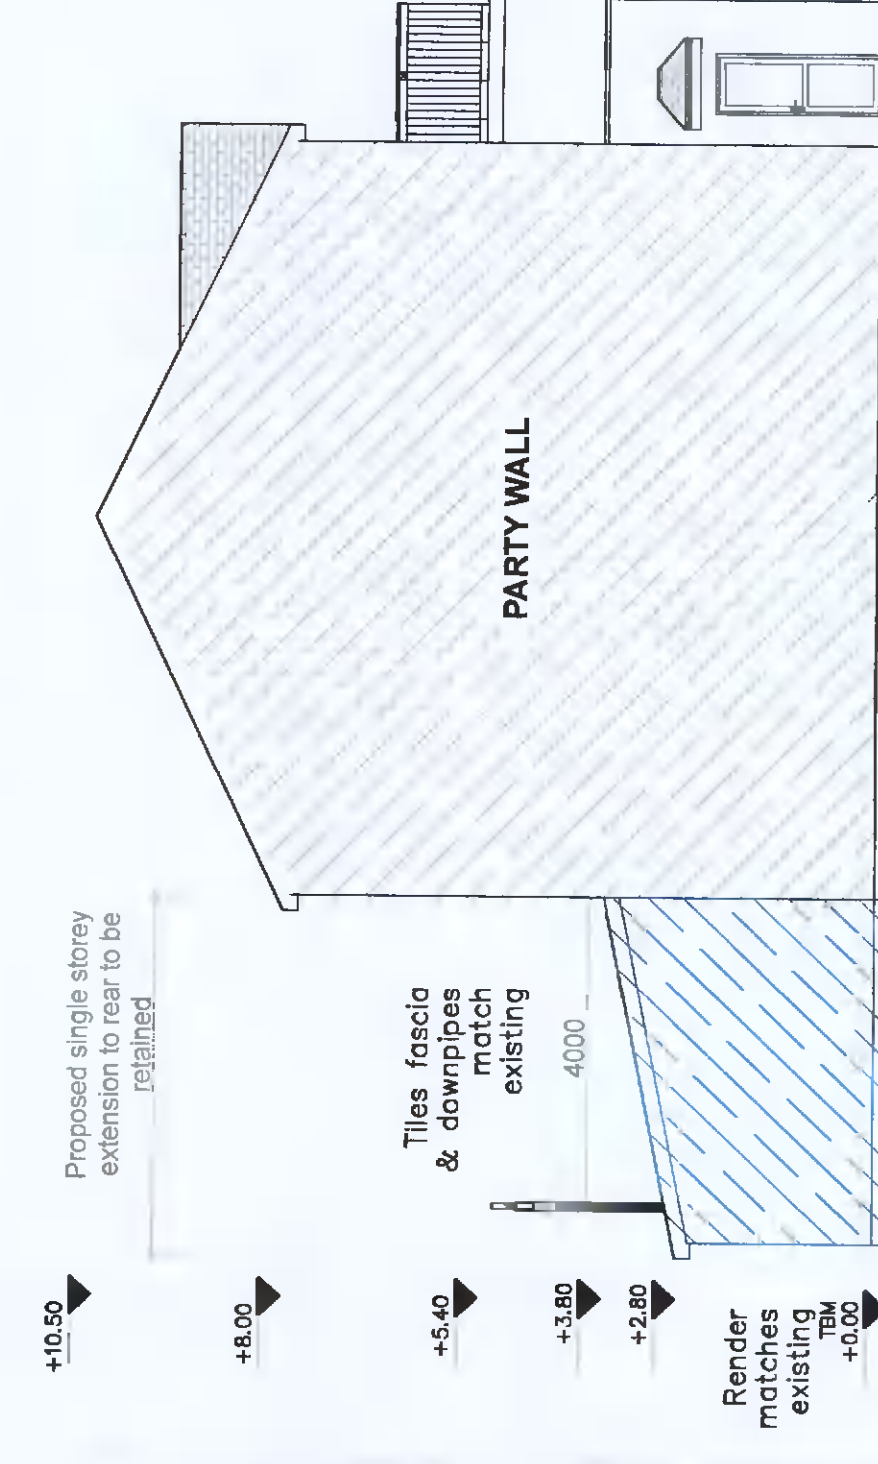 Proposed single storey
extension to rear to be
retained
Tiles fascia
& downpipes
match
existing
4000
PARTY WALL
+10.50
+8.00
+5.40
+3.80
+2.80
Render
matches
existing
TBM
+0.00